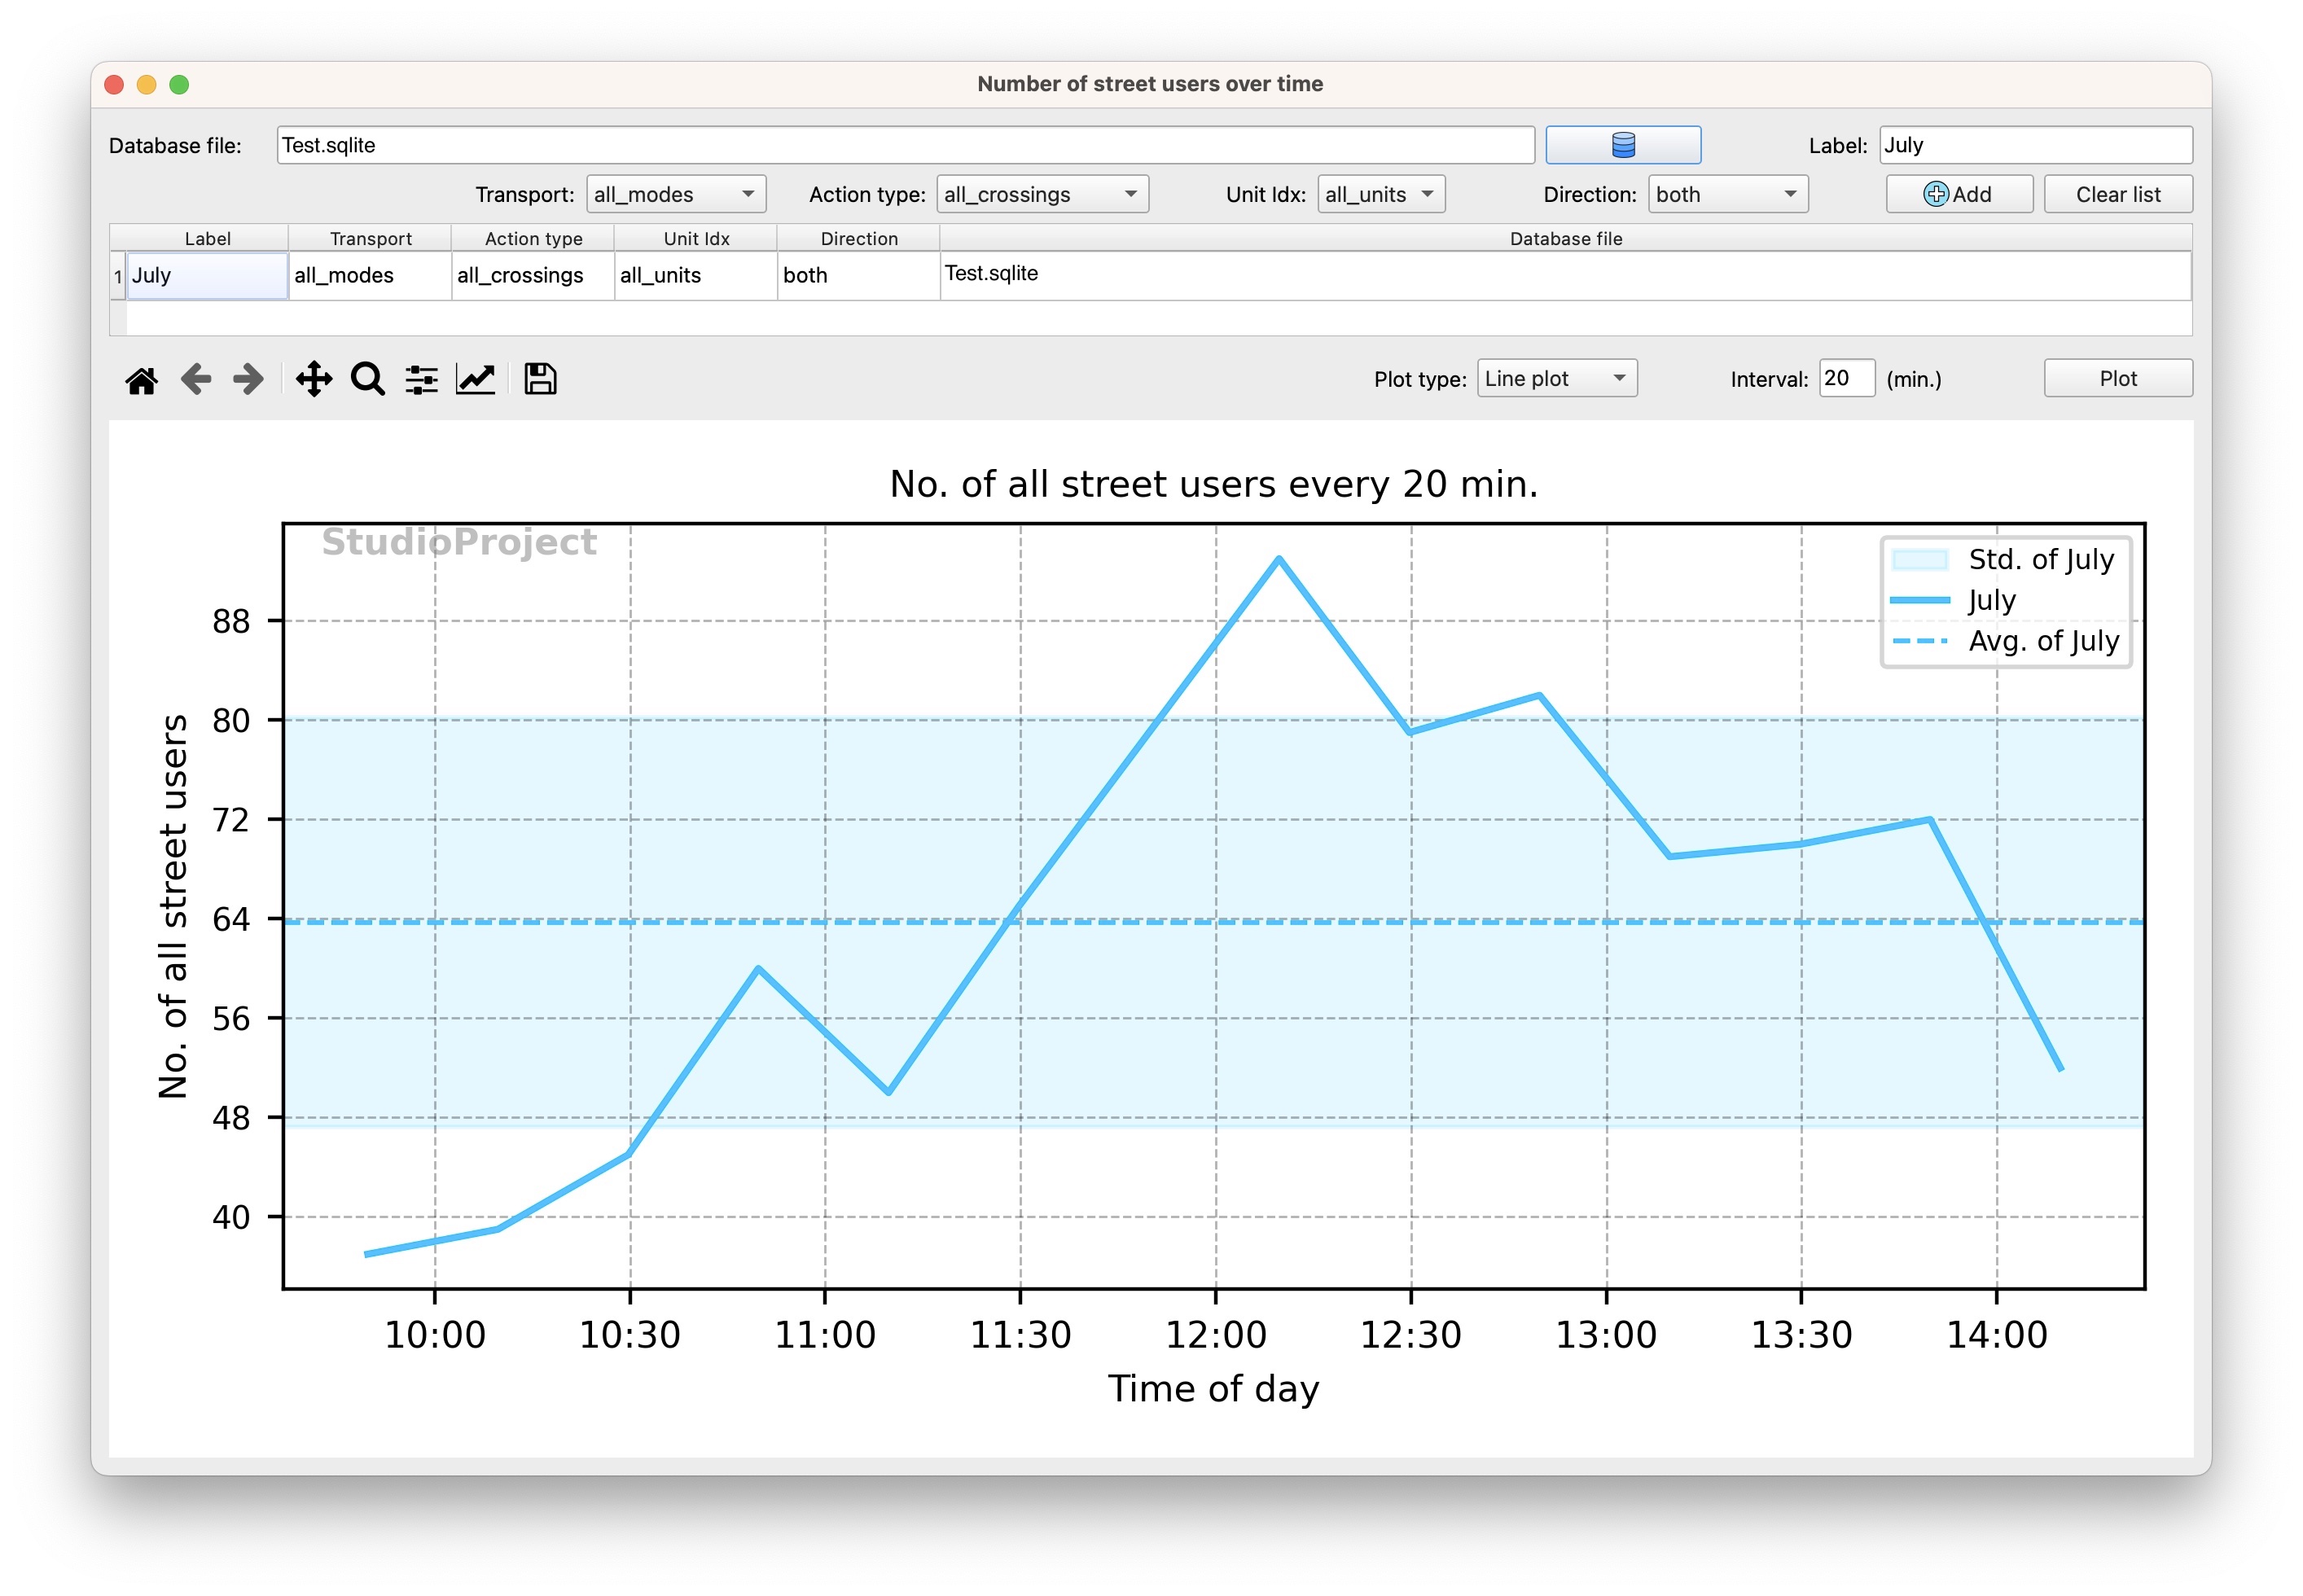 Number of street users over time
Database file: Test.sqlite Label: July
Transport: all_modes Action type: all_crossings Unit Idx: all_units Direction: both Add Clear list
Label Transport Action type Unit Idx Direction Database file
1 July all_modes all_crossings all_units both Test.sqlite
Plot type: Line plot Interval: 20 (min.) Plot
No. of all street users every 20 min.
StudioProject
Std. of July
July
Avg. of July
No. of all street users
88
80
72
64
56
48
40
10:00 10:30 11:00 11:30 12:00 12:30 13:00 13:30 14:00
Time of day